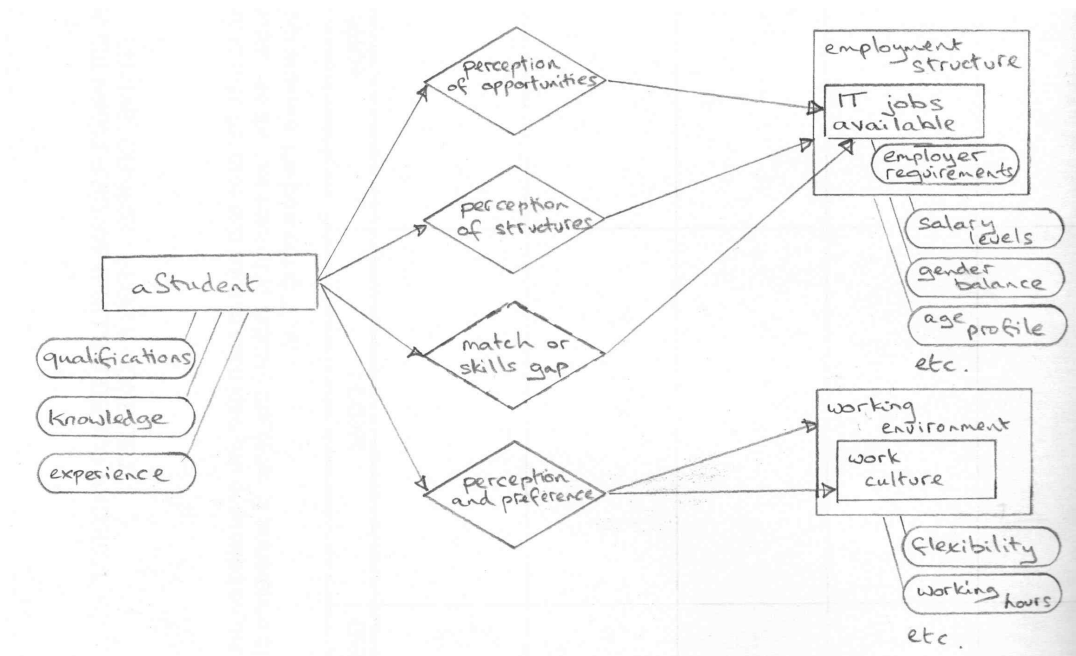 perception
of opportunities
employment
structure
IT jobs
available
employer
requirements
perception
of structures
salary
levels
gender
balance
age
profile
etc.
aStudent
qualifications
knowledge
experience
match or
skills gap
perception
and preference
working
environment
work
culture
flexibility
working
hours
etc.